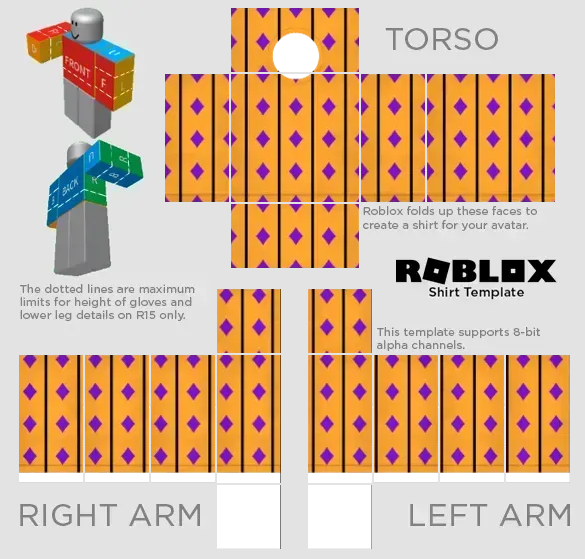 TORSO
FRONT
F
L
U
BACK
R
B
U
Roblox folds up these faces to
create a shirt for your avatar.
ROBLOX
Shirt Template
The dotted lines are maximum
limits for height of gloves and
lower leg details on R15 only.
This template supports 8-bit
alpha channels.
RIGHT ARM
LEFT ARM